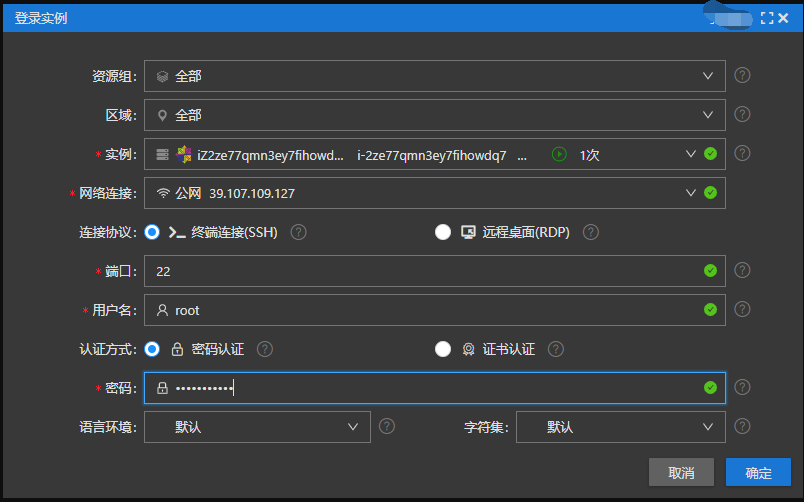 登录实例
资源组: 全部
区域: 全部
* 实例: iZ2ze77qmn3ey7fihowd... i-2ze77qmn3ey7fihowdq7 ... 1次
* 网络连接: 公网 39.107.109.127
连接协议: 终端连接(SSH) 远程桌面(RDP)
* 端口: 22
* 用户名: root
认证方式: 密码认证 证书认证
* 密码: •••••••••••
语言环境: 默认 字符集: 默认
取消 确定